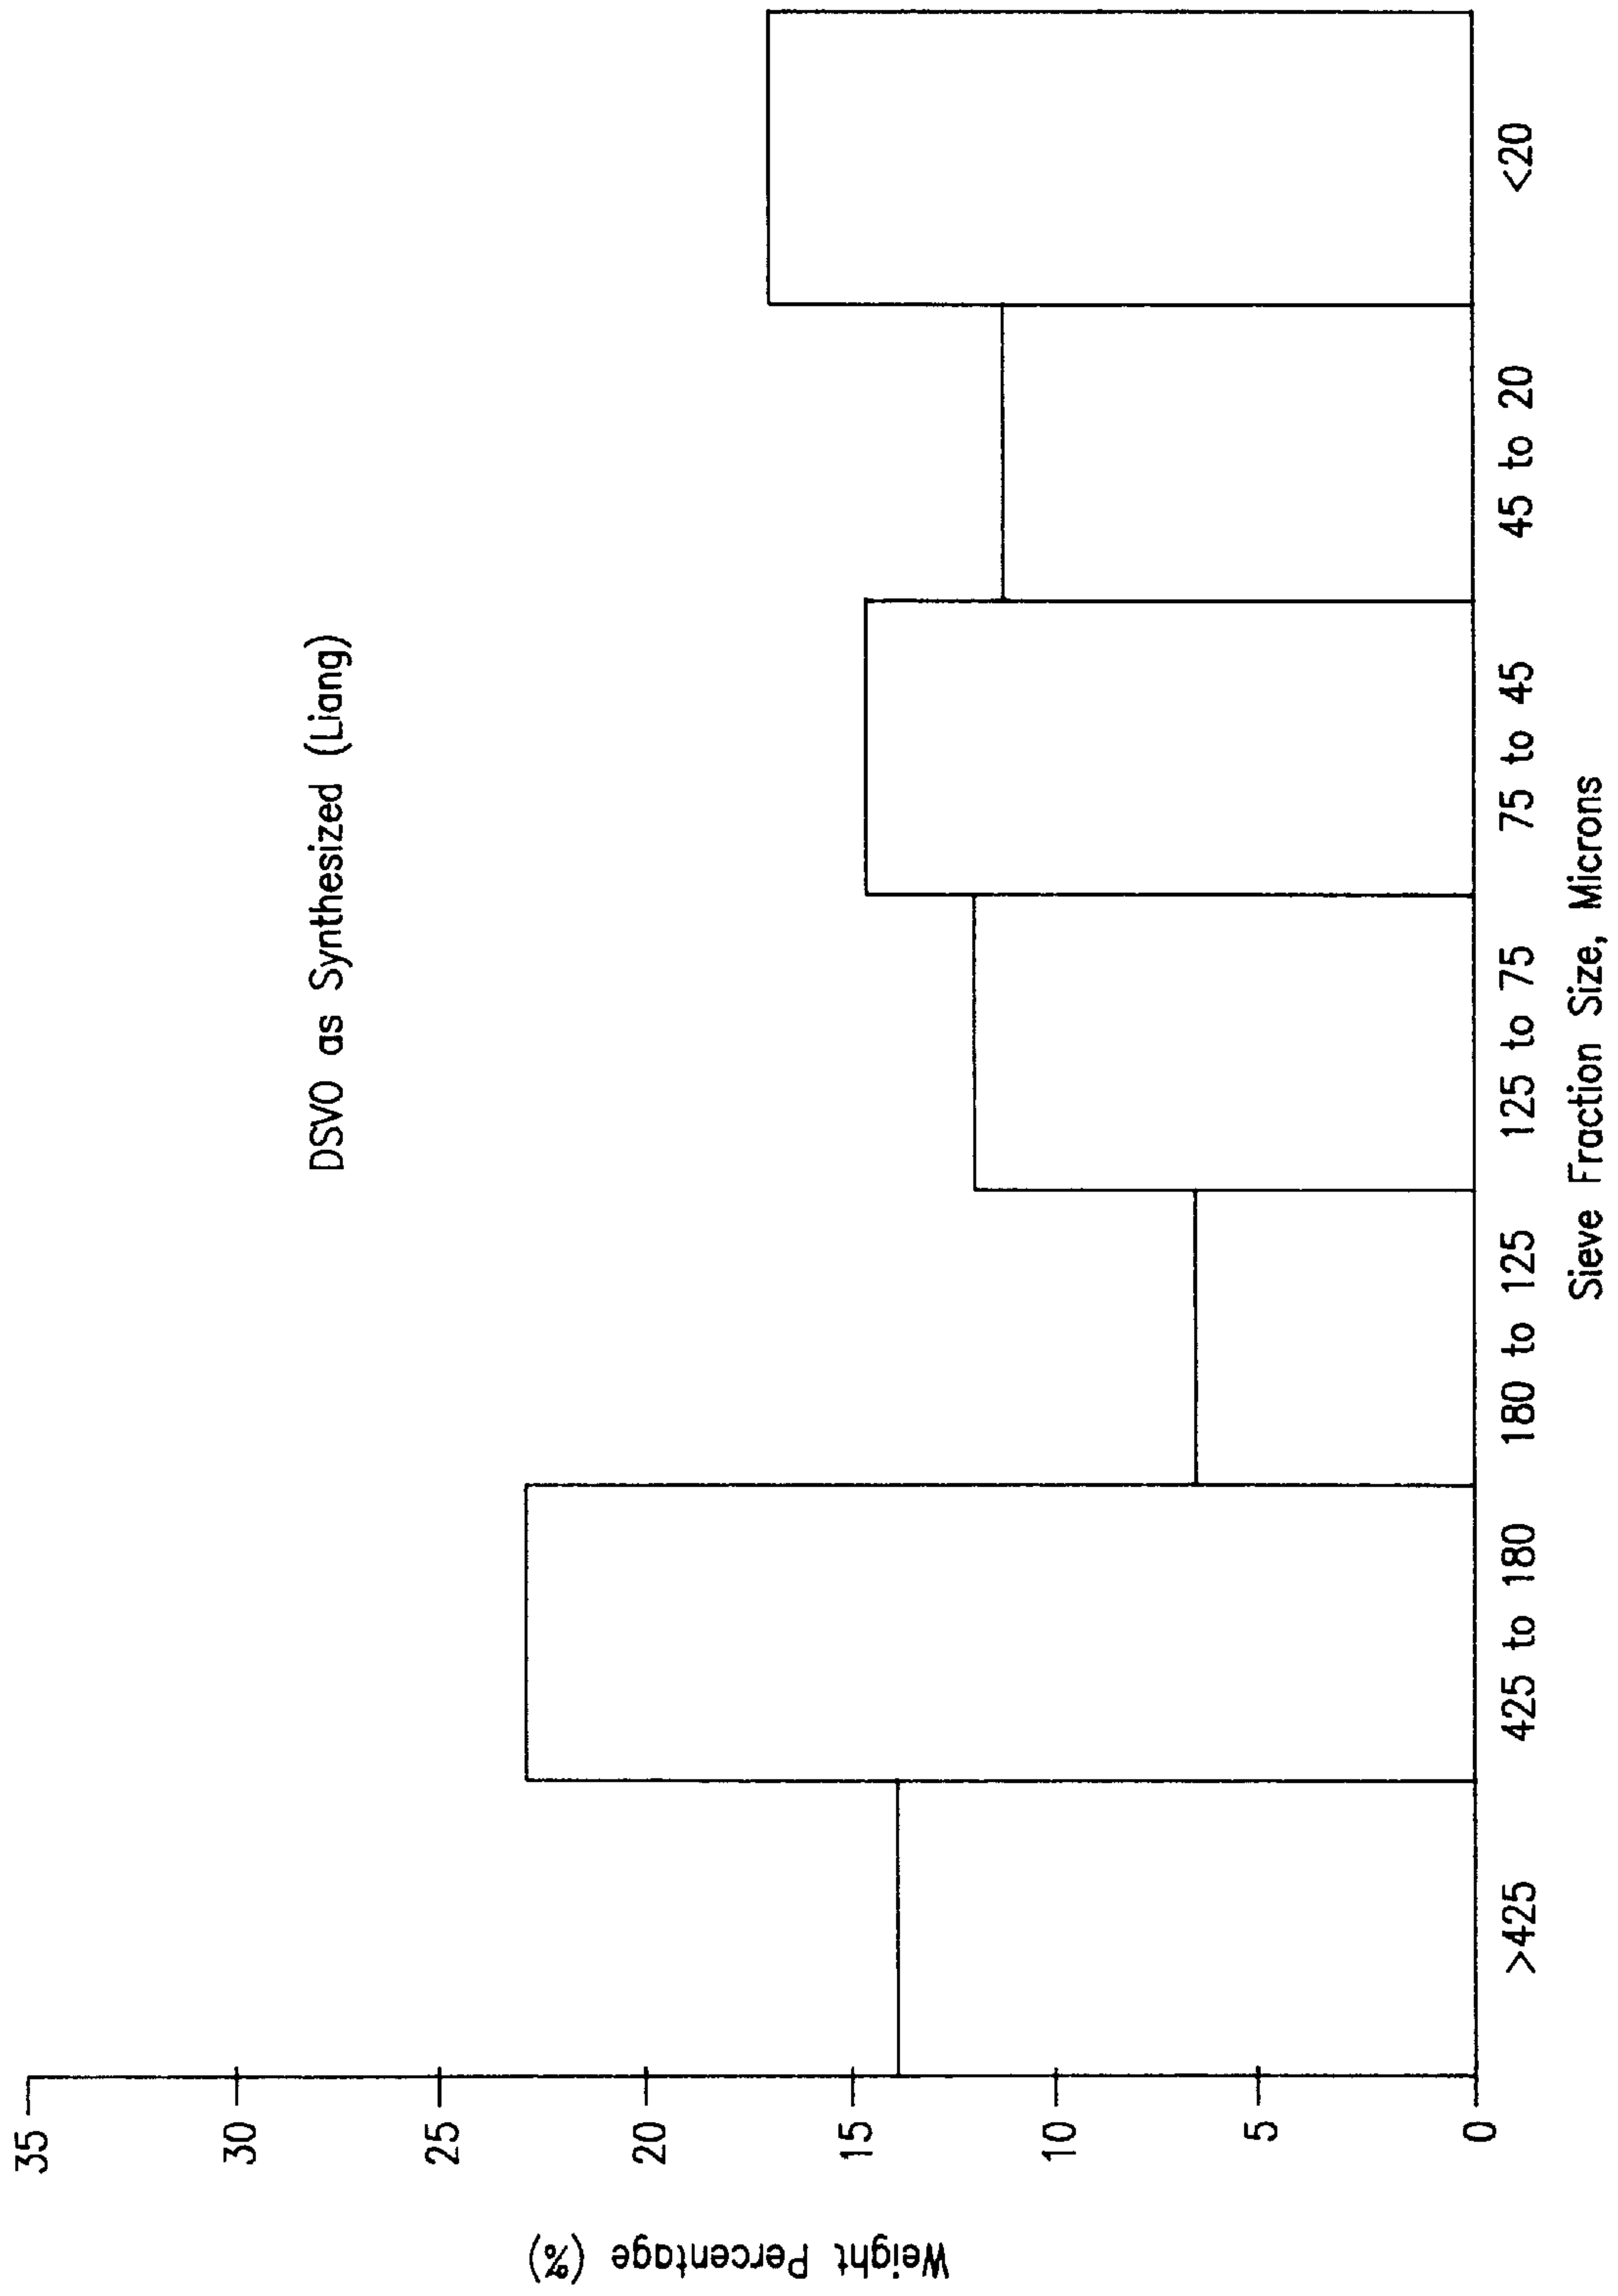 DSVO as Synthesized (Liang)
Weight Percentage (%)
35
30
25
20
15
10
5
0
>425
425 to 180
180 to 125
125 to 75
75 to 45
45 to 20
<20
Sieve Fraction Size, Microns